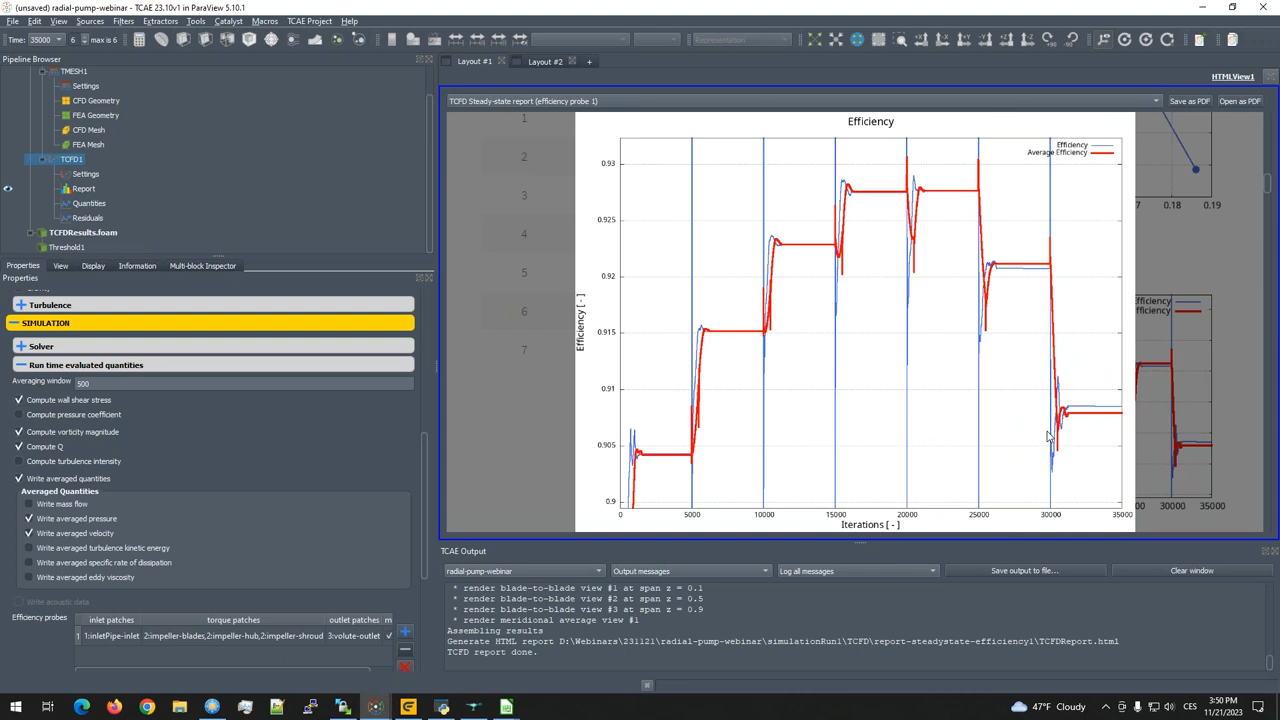 (unsaved) radial-pump-webinar - TCAE 23.10v1 in ParaView 5.10.1
File Edit View Sources Filters Extractors Tools Catalyst Macros TCAE Project Help
Time: 35000 6 max is 6 Representation
Pipeline Browser
TMESH1
Settings
CFD Geometry
FEA Geometry
CFD Mesh
FEA Mesh
TCFD1
Settings
Report
Quantities
Residuals
TCFDResults.foam
Threshold1
Properties View Display Information Multi-block Inspector
Properties
Turbulence
SIMULATION
Solver
Run time evaluated quantities
Averaging window 500
Compute wall shear stress
Compute pressure coefficient
Compute vorticity magnitude
Compute Q
Compute turbulence intensity
Write averaged quantities
Averaged Quantities
Write mass flow
Write averaged pressure
Write averaged velocity
Write averaged turbulence kinetic energy
Write averaged specific rate of dissipation
Write averaged eddy viscosity
Write acoustic data
Efficiency probes
inlet patches torque patches outlet patches m
1 1:inletPipe-inlet 2:impeller-blades,2:impeller-hub,2:impeller-shroud 3:volute-outlet
Layout #1 Layout #2 +
HTMLView1
TCFD Steady-state report (efficiency probe 1) Save as PDF Open as PDF
1
2
3
4
5
6
7
Efficiency
Efficiency
Average Efficiency
0.93
0.925
0.92
0.915
0.91
0.905
0.9
Efficiency [ - ]
0 5000 10000 15000 20000 25000 30000 35000
Iterations [ - ]
0.18 0.19
iciency
iciency
30000 35000
TCAE Output
radial-pump-webinar Output messages Log all messages Save output to file... Clear window
* render blade-to-blade view #1 at span z = 0.1
* render blade-to-blade view #2 at span z = 0.5
* render blade-to-blade view #3 at span z = 0.9
* render meridional average view #1
Assembling results
Generate HTML report D:\Webinars\231121\radial-pump-webinar\simulationRun1\TCFD\report-steadystate-efficiency1\TCFDReport.html
TCFD report done.
47°F Cloudy CES 3:50 PM
11/21/2023